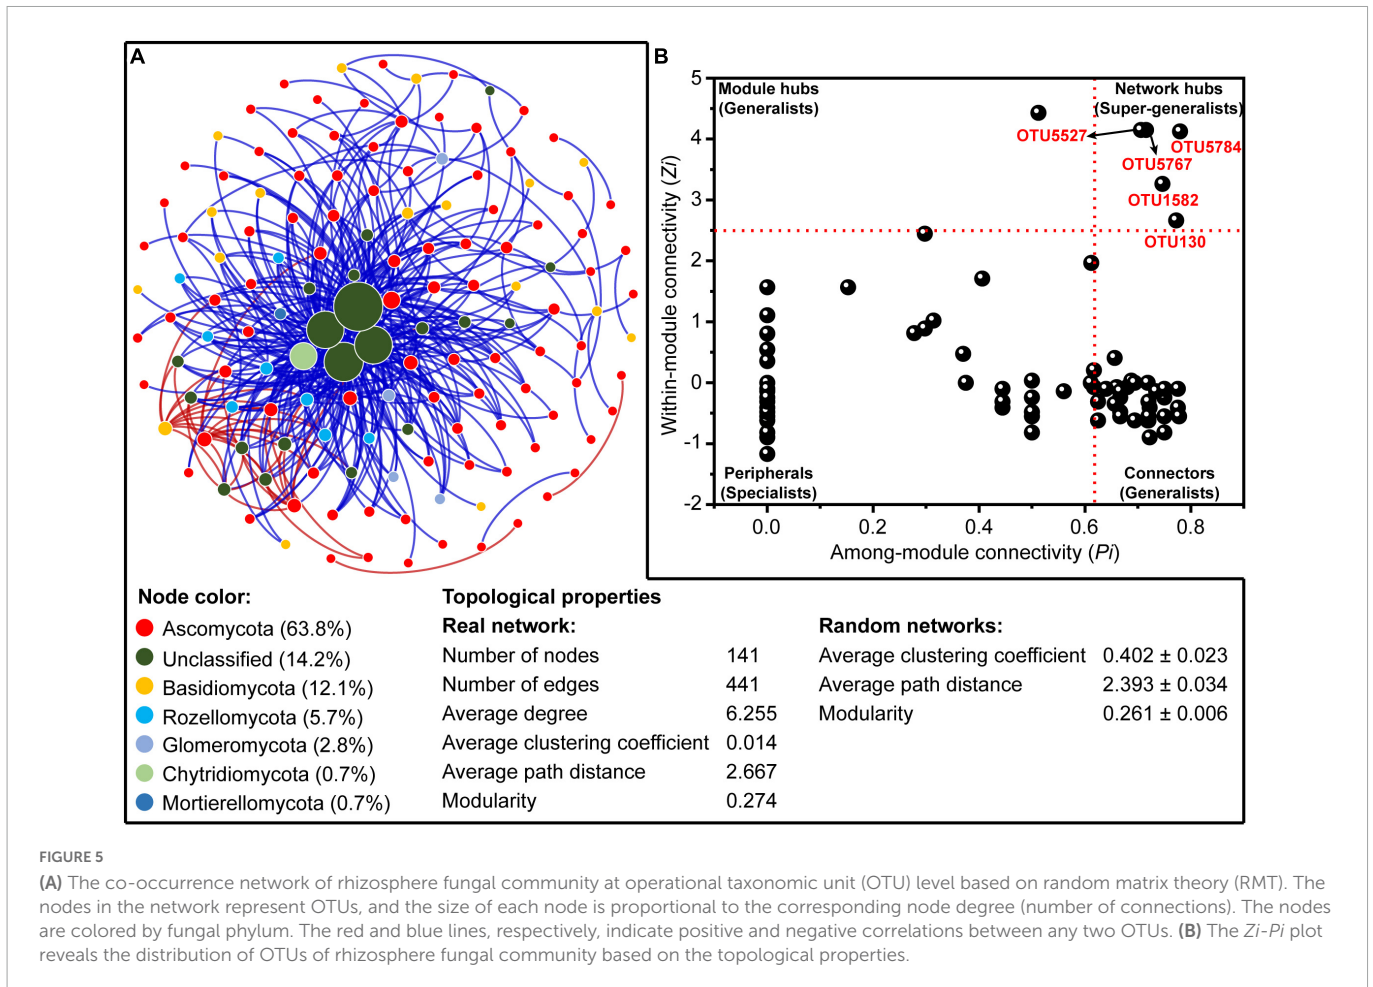 A
B
5
4
3
2
1
0
-1
-2
Within-module connectivity (Zi)
Module hubs
(Generalists)
Network hubs
(Super-generalists)
OTU5527
OTU5784
OTU5767
OTU1582
OTU130
Peripherals
(Specialists)
Connectors
(Generalists)
0.0 0.2 0.4 0.6 0.8
Among-module connectivity (Pi)
Node color:
Ascomycota (63.8%)
Unclassified (14.2%)
Basidiomycota (12.1%)
Rozellomycota (5.7%)
Glomeromycota (2.8%)
Chytridiomycota (0.7%)
Mortierellomycota (0.7%)
Topological properties
Real network:
Number of nodes 141
Number of edges 441
Average degree 6.255
Average clustering coefficient 0.014
Average path distance 2.667
Modularity 0.274
Random networks:
Average clustering coefficient 0.402 ± 0.023
Average path distance 2.393 ± 0.034
Modularity 0.261 ± 0.006
FIGURE 5
(A) The co-occurrence network of rhizosphere fungal community at operational taxonomic unit (OTU) level based on random matrix theory (RMT). The
nodes in the network represent OTUs, and the size of each node is proportional to the corresponding node degree (number of connections). The nodes
are colored by fungal phylum. The red and blue lines, respectively, indicate positive and negative correlations between any two OTUs. (B) The Zi-Pi plot
reveals the distribution of OTUs of rhizosphere fungal community based on the topological properties.